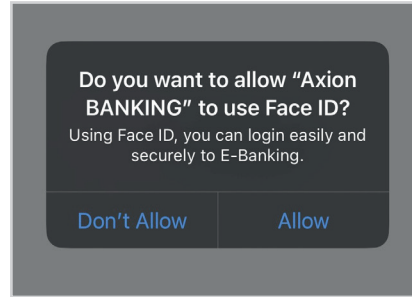 Do you want to allow “Axion
BANKING” to use Face ID?
Using Face ID, you can login easily and
securely to E-Banking.
Don’t Allow
Allow